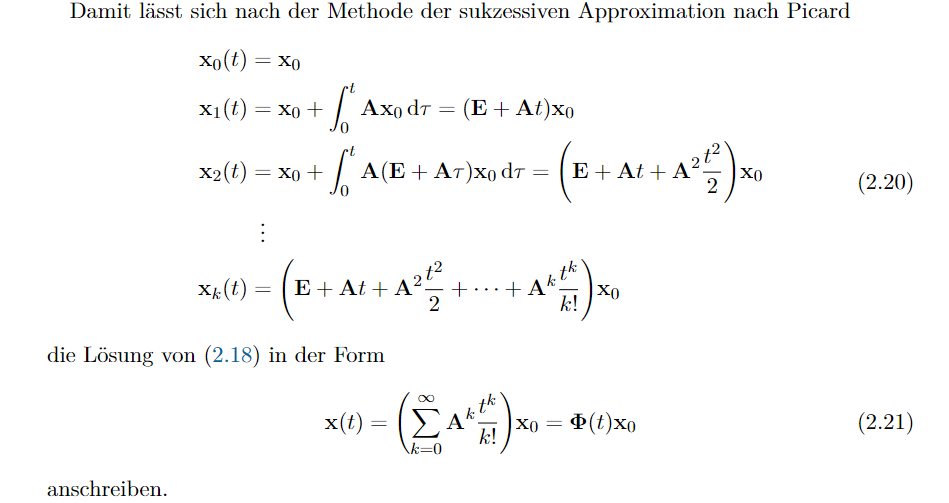 Damit lässt sich nach der Methode der sukzessiven Approximation nach Picard
x₀(t) = x₀
x₁(t) = x₀ + ∫₀ᵗ Ax₀ dτ = (E + At)x₀
x₂(t) = x₀ + ∫₀ᵗ A(E + Aτ)x₀ dτ = (E + At + A² t²/2)x₀
(2.20)
⋮
xₖ(t) = (E + At + A² t²/2 + ⋯ + Aᵏ tᵏ/k!)x₀
die Lösung von (2.18) in der Form
x(t) = (∑ₖ₌₀^∞ Aᵏ tᵏ/k!)x₀ = Φ(t)x₀ (2.21)
anschreiben.